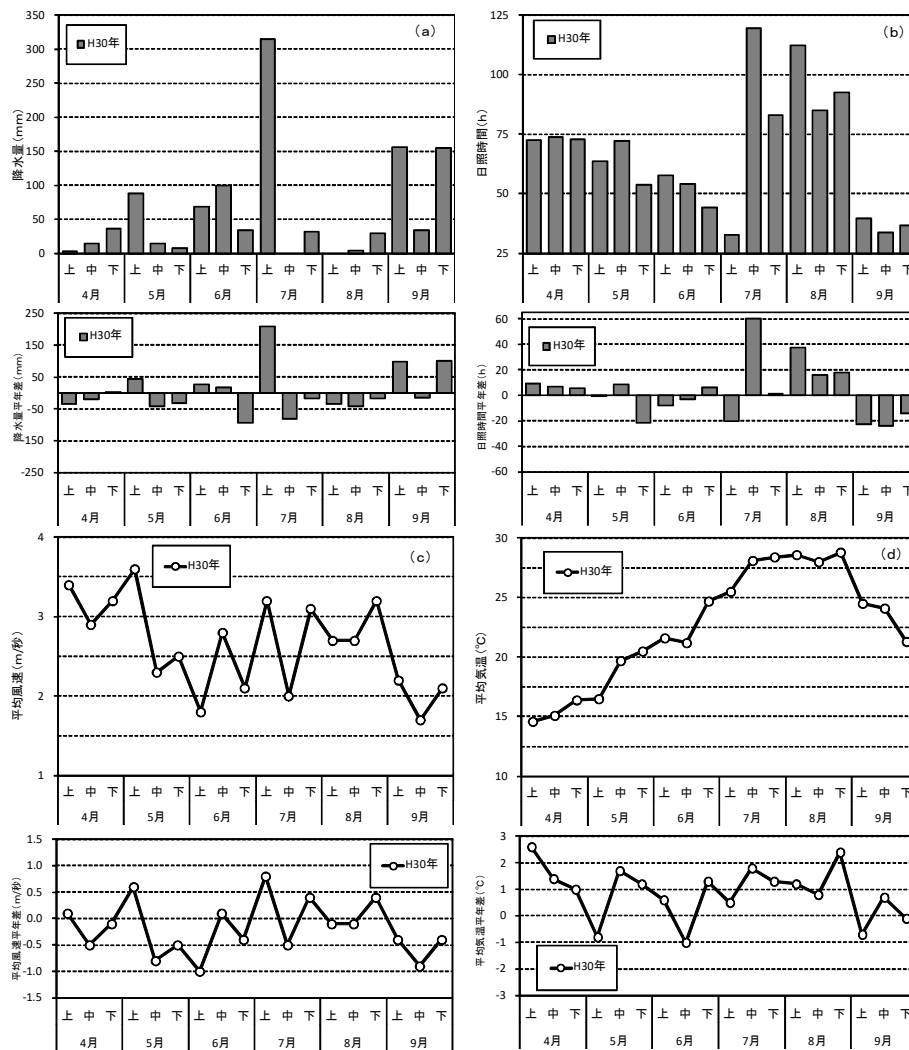 (a)
H30年
降水量(mm)
350
300
250
200
150
100
50
0
上 中 下 上 中 下 上 中 下 上 中 下 上 中 下 上 中 下
4月 5月 6月 7月 8月 9月
H30年
降水量平年差(mm)
250
150
50
-50
-150
-250
上 中 下 上 中 下 上 中 下 上 中 下 上 中 下 上 中 下
4月 5月 6月 7月 8月 9月
(b)
H30年
日照時間(h)
125
100
75
50
25
上 中 下 上 中 下 上 中 下 上 中 下 上 中 下 上 中 下
4月 5月 6月 7月 8月 9月
H30年
日照時間平年差(h)
60
40
20
0
-20
-40
-60
上 中 下 上 中 下 上 中 下 上 中 下 上 中 下 上 中 下
4月 5月 6月 7月 8月 9月
(c)
H30年
平均風速(m/秒)
4
3
2
1
上 中 下 上 中 下 上 中 下 上 中 下 上 中 下 上 中 下
4月 5月 6月 7月 8月 9月
H30年
平均風速平年差(m/秒)
1.5
1.0
0.5
0.0
-0.5
-1.0
-1.5
上 中 下 上 中 下 上 中 下 上 中 下 上 中 下 上 中 下
4月 5月 6月 7月 8月 9月
(d)
H30年
平均気温(℃)
30
25
20
15
10
上 中 下 上 中 下 上 中 下 上 中 下 上 中 下 上 中 下
4月 5月 6月 7月 8月 9月
H30年
平均気温平年差(℃)
3
2
1
0
-1
-2
-3
上 中 下 上 中 下 上 中 下 上 中 下 上 中 下 上 中 下
4月 5月 6月 7月 8月 9月